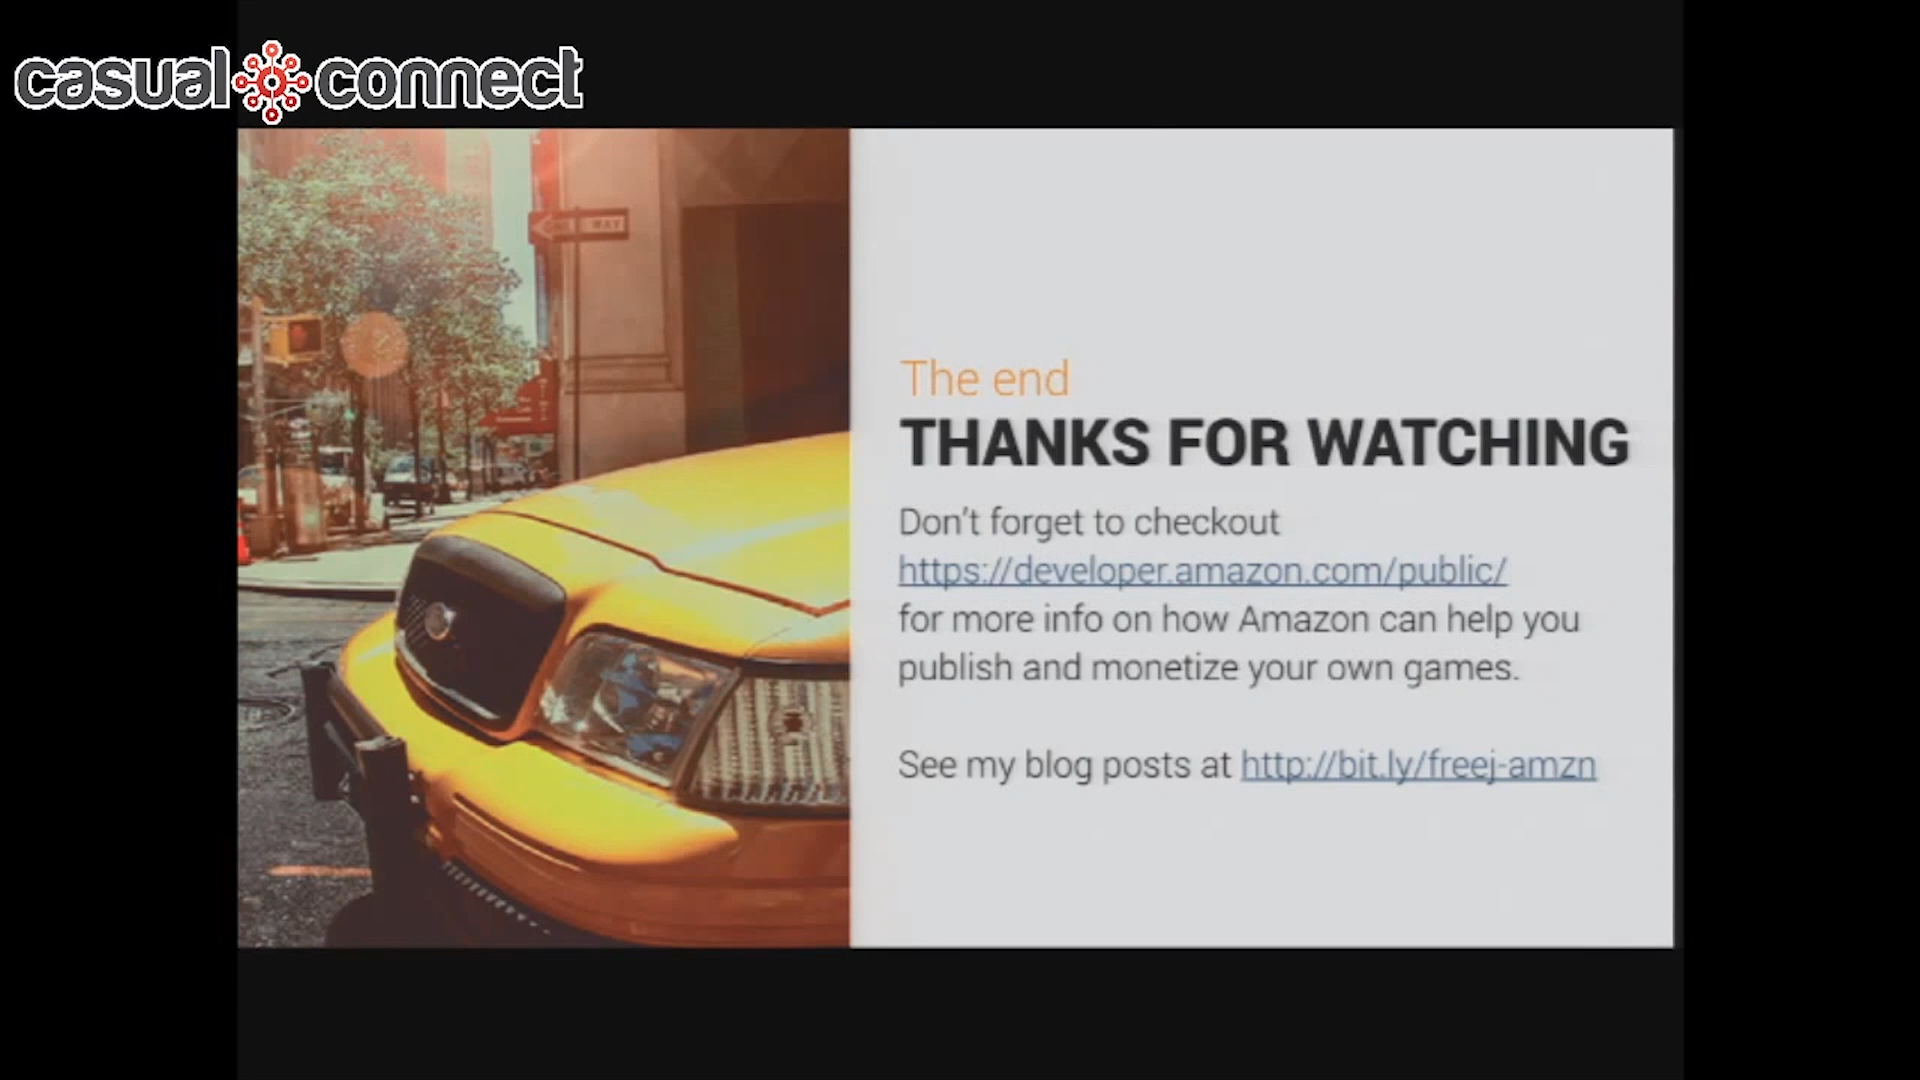 casual connect
WAY
The end
THANKS FOR WATCHING
Don't forget to checkout
https://developer.amazon.com/public/
for more info on how Amazon can help you
publish and monetize your own games.
See my blog posts at http://bit.ly/freej-amzn